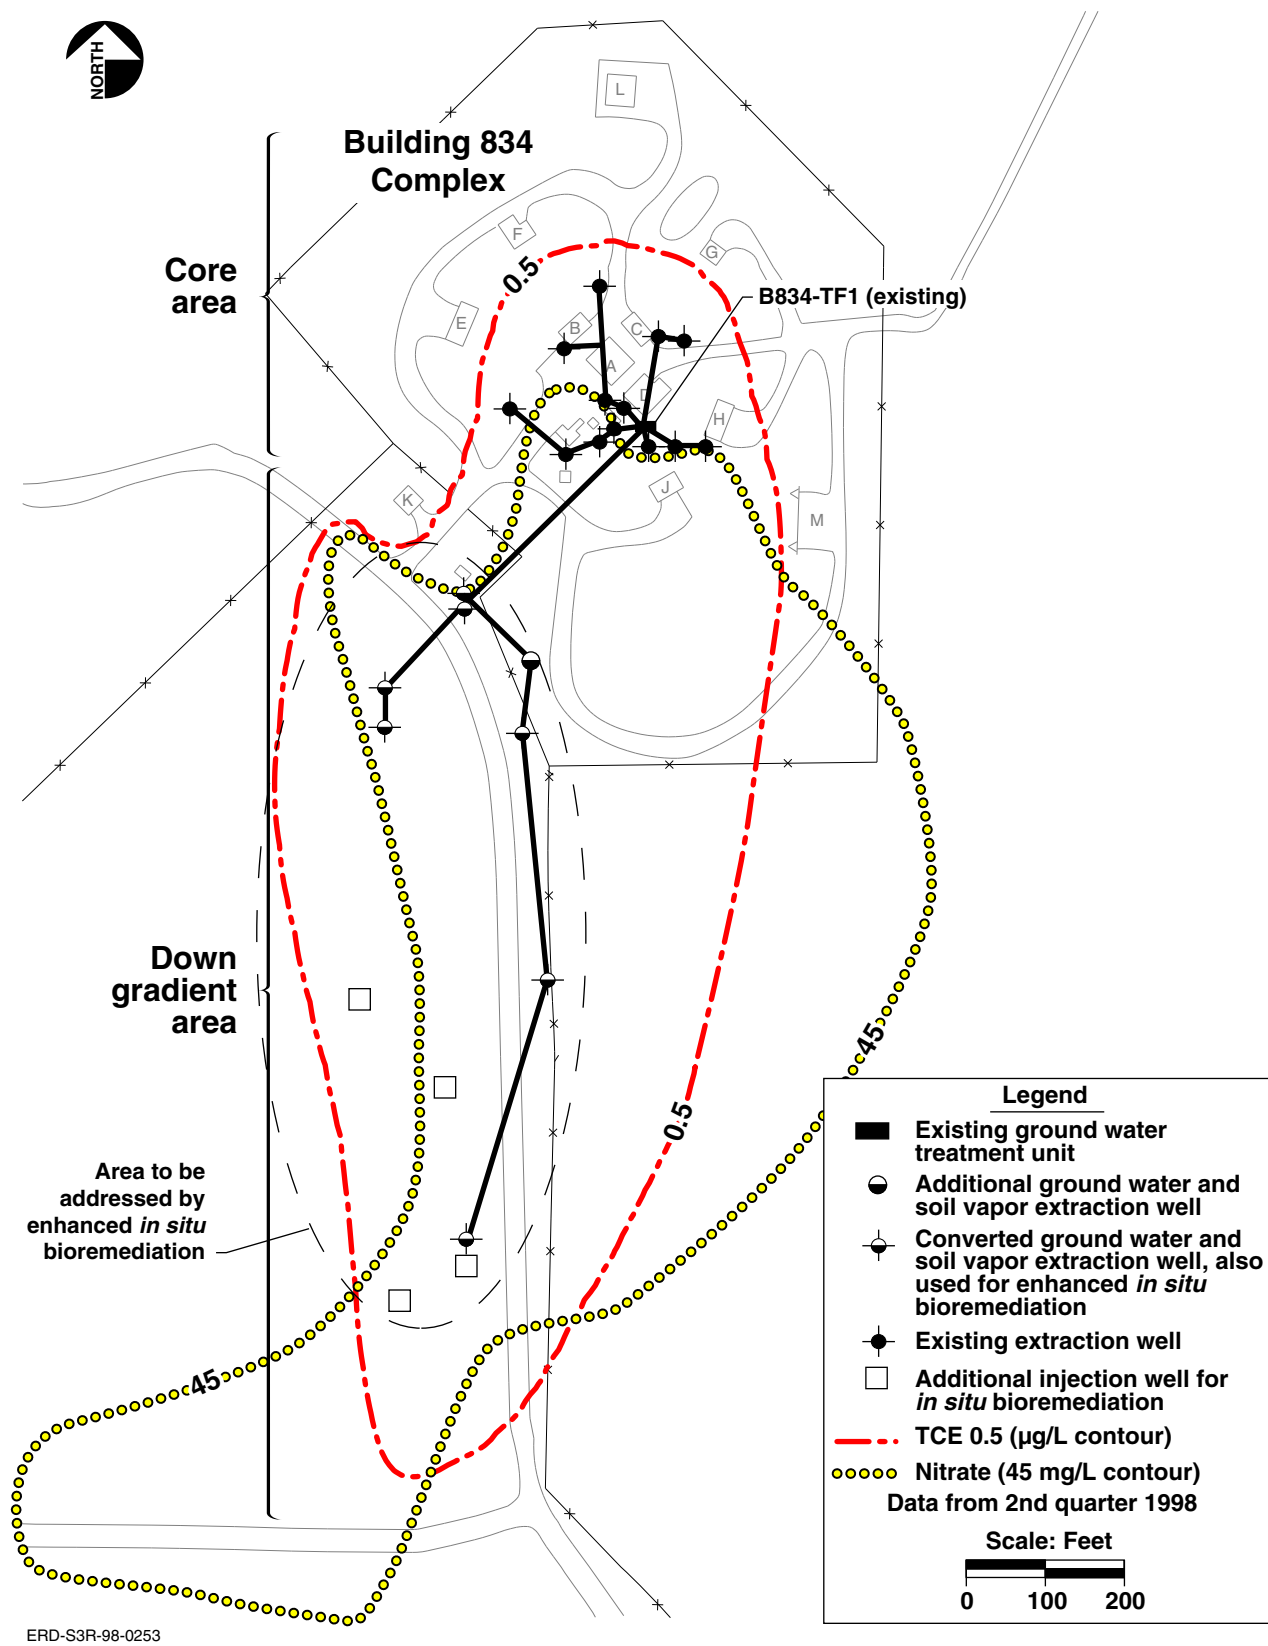 NORTH
L
Building 834
Complex
F
G
Core
area
0.5
B834-TF1 (existing)
E
B
C
A
D
H
K
J
M
Down
gradient
area
45
0.5
Area to be
addressed by
enhanced in situ
bioremediation
45
Legend
Existing ground water
treatment unit
Additional ground water and
soil vapor extraction well
Converted ground water and
soil vapor extraction well, also
used for enhanced in situ
bioremediation
Existing extraction well
Additional injection well for
in situ bioremediation
TCE 0.5 (µg/L contour)
Nitrate (45 mg/L contour)
Data from 2nd quarter 1998
Scale: Feet
0 100 200
ERD-S3R-98-0253